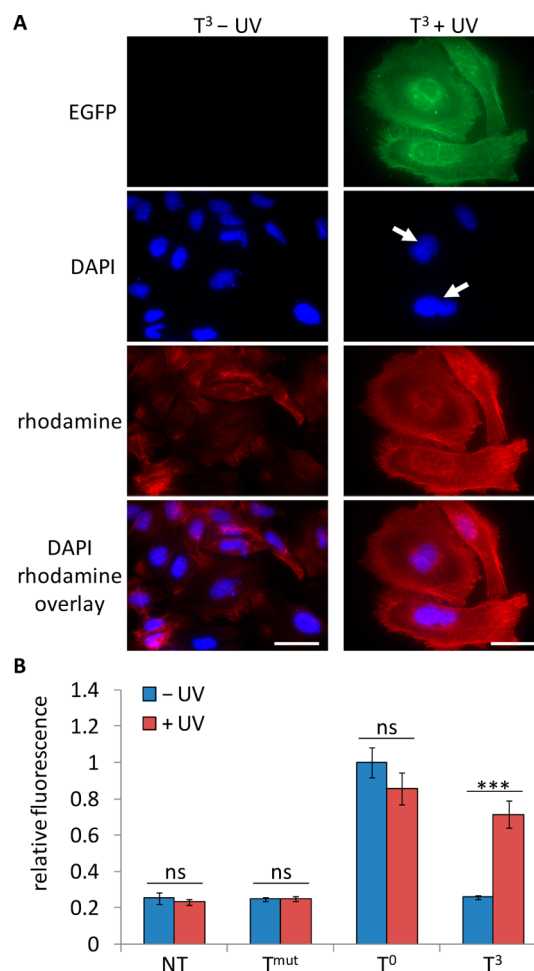 A
T³ – UV
T³ + UV
EGFP
DAPI
rhodamine
DAPI
rhodamine
overlay
B
relative fluorescence
1.4
1.2
1
0.8
0.6
0.4
0.2
0
– UV
+ UV
ns
ns
ns
***
NT
Tᵐᵘᵗ
T⁰
T³